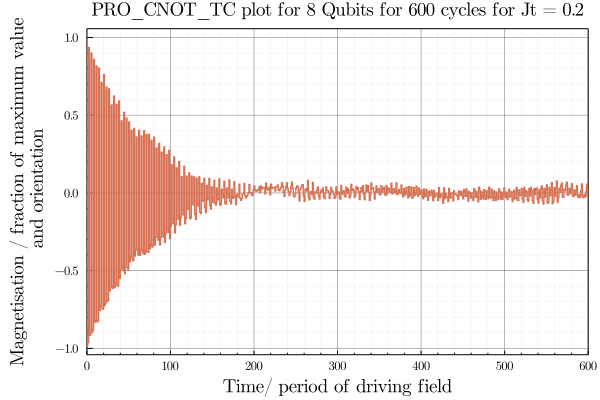 PRO_CNOT_TC plot for 8 Qubits for 600 cycles for Jt = 0.2
Magnetisation / fraction of maximum value
and orientation
1.0
0.5
0.0
−0.5
−1.0
0 100 200 300 400 500 600
Time/ period of driving field